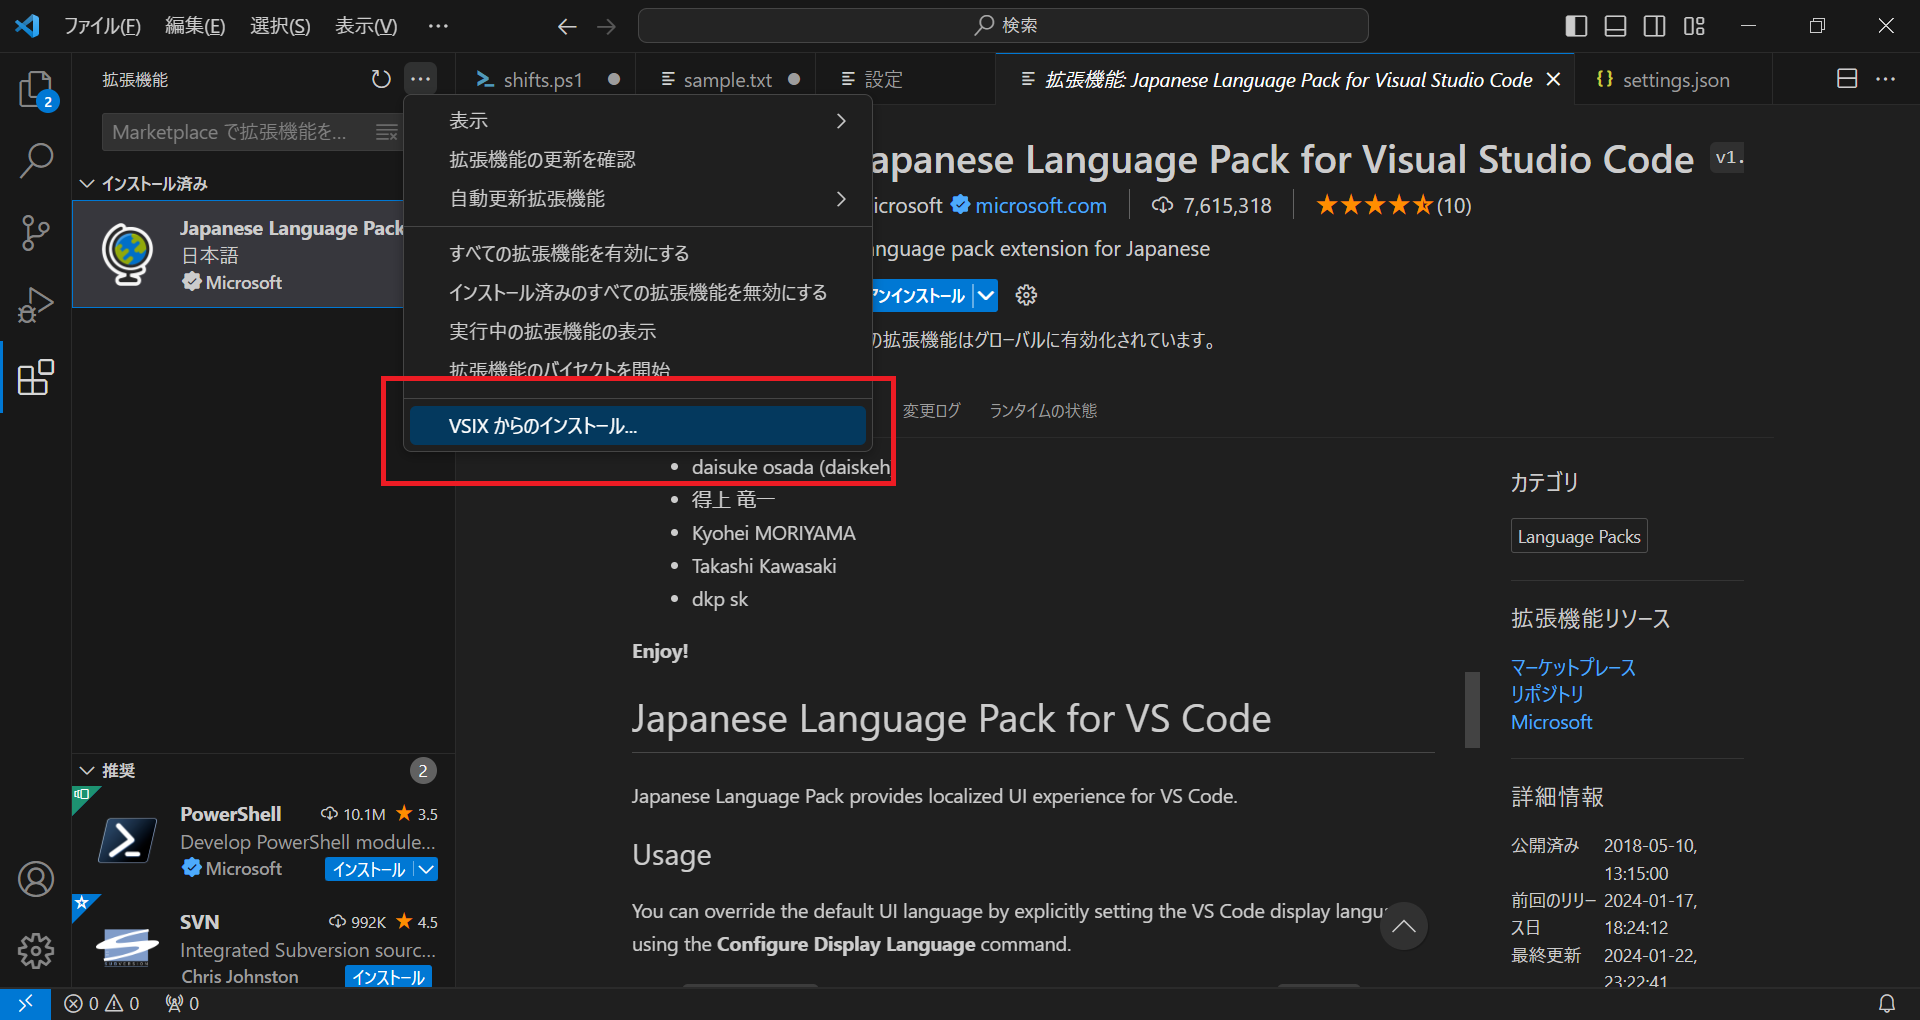 ファイル(F) 編集(E) 選択(S) 表示(V) … 検索
拡張機能
shifts.ps1
sample.txt
設定
拡張機能: Japanese Language Pack for Visual Studio Code
settings.json
Marketplace で拡張機能を...
インストール済み
Japanese Language Pack
日本語
Microsoft
表示
拡張機能の更新を確認
自動更新拡張機能
すべての拡張機能を有効にする
インストール済みのすべての拡張機能を無効にする
実行中の拡張機能の表示
拡張機能のバイセクトを開始
VSIX からのインストール...
apanese Language Pack for Visual Studio Code v1.
icrosoft microsoft.com 7,615,318 (10)
nguage pack extension for Japanese
アンインストール
の拡張機能はグローバルに有効化されています。
変更ログ ランタイムの状態
daisuke osada (daiskeh
得上 竜一
Kyohei MORIYAMA
Takashi Kawasaki
dkp sk
Enjoy!
Japanese Language Pack for VS Code
Japanese Language Pack provides localized UI experience for VS Code.
Usage
You can override the default UI language by explicitly setting the VS Code display langu
using the Configure Display Language command.
カテゴリ
Language Packs
拡張機能リソース
マーケットプレース
リポジトリ
Microsoft
詳細情報
公開済み 2018-05-10,
13:15:00
前回のリリー 2024-01-17,
ス日 18:24:12
最終更新 2024-01-22,
23:22:41
推奨 2
PowerShell 10.1M 3.5
Develop PowerShell module...
Microsoft インストール
SVN 992K 4.5
Integrated Subversion sourc...
Chris Johnston インストール
2
0 0 0